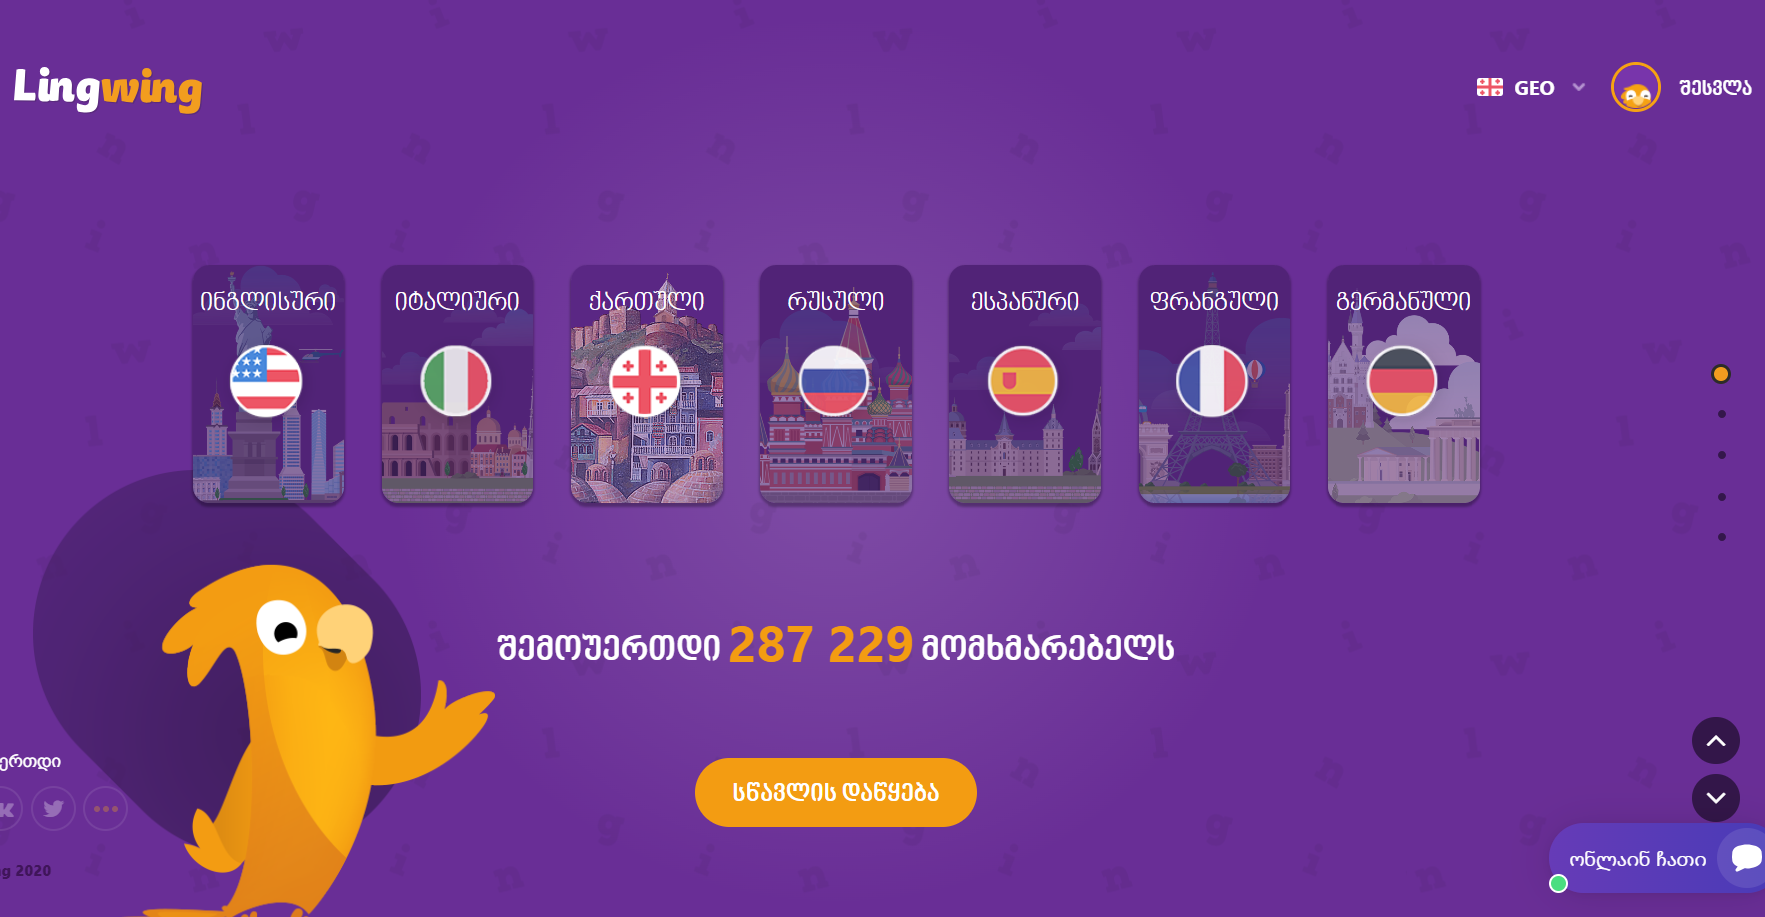 Lingwing
GEO
შესვლა
ინგლისური
იტალიური
ქართული
რუსული
ესპანური
ფრანგული
გერმანული
შემოუერთდი 287 229 მომხმარებელს
სწავლის დაწყება
ერთდი
g 2020
ონლაინ ჩათი